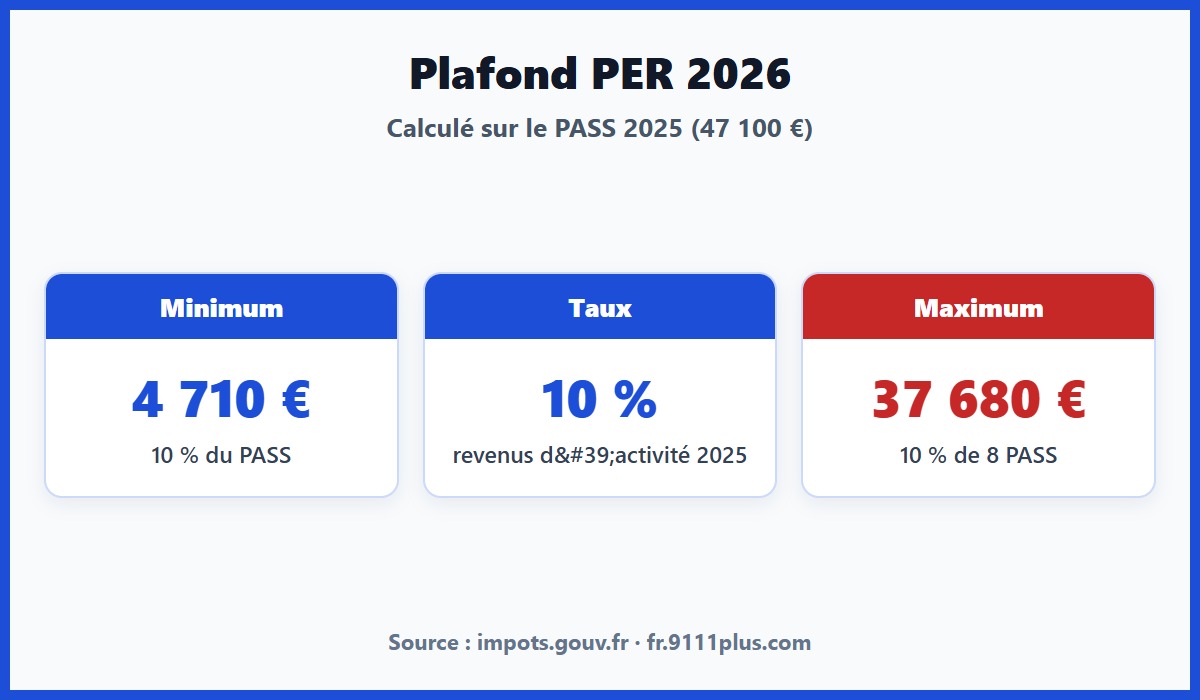 Plafond PER 2026
Calculé sur le PASS 2025 (47 100 €)
Minimum
4 710 €
10 % du PASS
Taux
10 %
revenus d&#39;activité 2025
Maximum
37 680 €
10 % de 8 PASS
Source : impots.gouv.fr · fr.9111plus.com